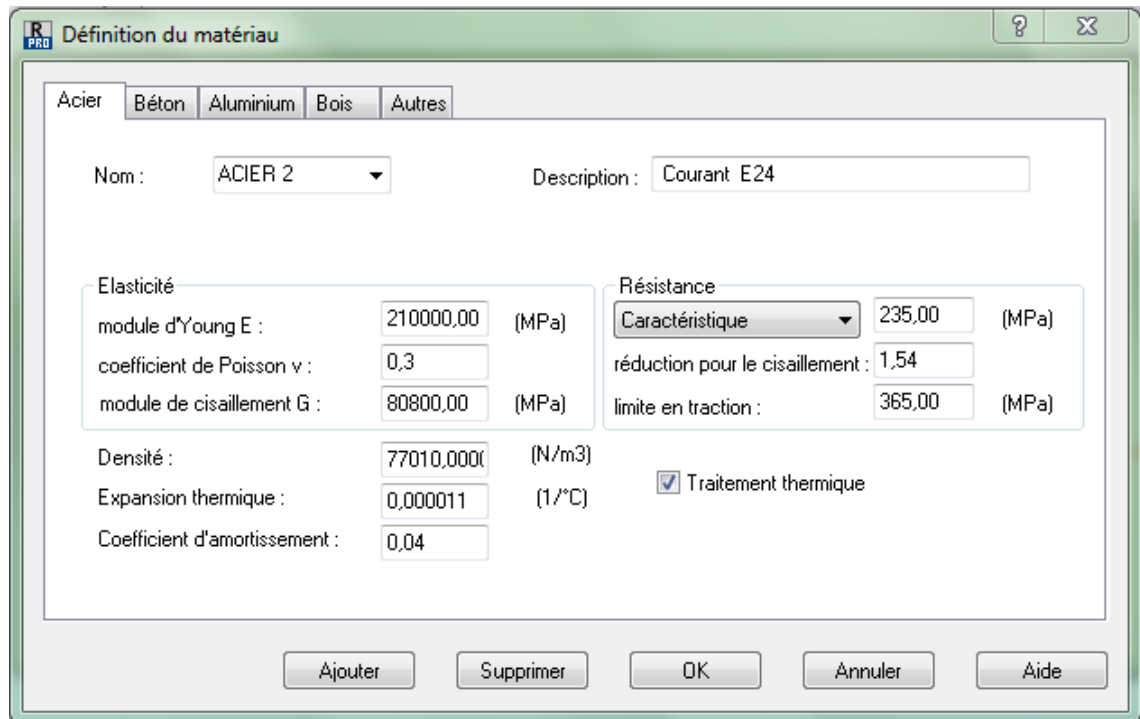 R PRO Définition du matériau
Acier Béton Aluminium Bois Autres
Nom : ACIER 2 Description : Courant E24
Elasticité Résistance
module d'Young E : 210000,00 (MPa) Caractéristique 235,00 (MPa)
coefficient de Poisson v : 0,3 réduction pour le cisaillement : 1,54
module de cisaillement G : 80800,00 (MPa) limite en traction : 365,00 (MPa)
Densité : 77010,000( (N/m3)
Expansion thermique : 0,000011 (1/°C) Traitement thermique
Coefficient d'amortissement : 0,04
Ajouter Supprimer OK Annuler Aide